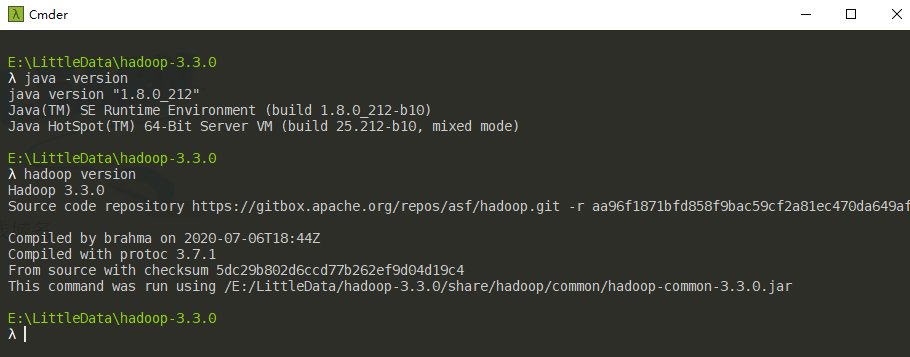 Cmder
E:\LittleData\hadoop-3.3.0
λ java -version
java version "1.8.0_212"
Java(TM) SE Runtime Environment (build 1.8.0_212-b10)
Java HotSpot(TM) 64-Bit Server VM (build 25.212-b10, mixed mode)
E:\LittleData\hadoop-3.3.0
λ hadoop version
Hadoop 3.3.0
Source code repository https://gitbox.apache.org/repos/asf/hadoop.git -r aa96f1871bfd858f9bac59cf2a81ec470da649af
Compiled by brahma on 2020-07-06T18:44Z
Compiled with protoc 3.7.1
From source with checksum 5dc29b802d6ccd77b262ef9d04d19c4
This command was run using /E:/LittleData/hadoop-3.3.0/share/hadoop/common/hadoop-common-3.3.0.jar
E:\LittleData\hadoop-3.3.0
λ